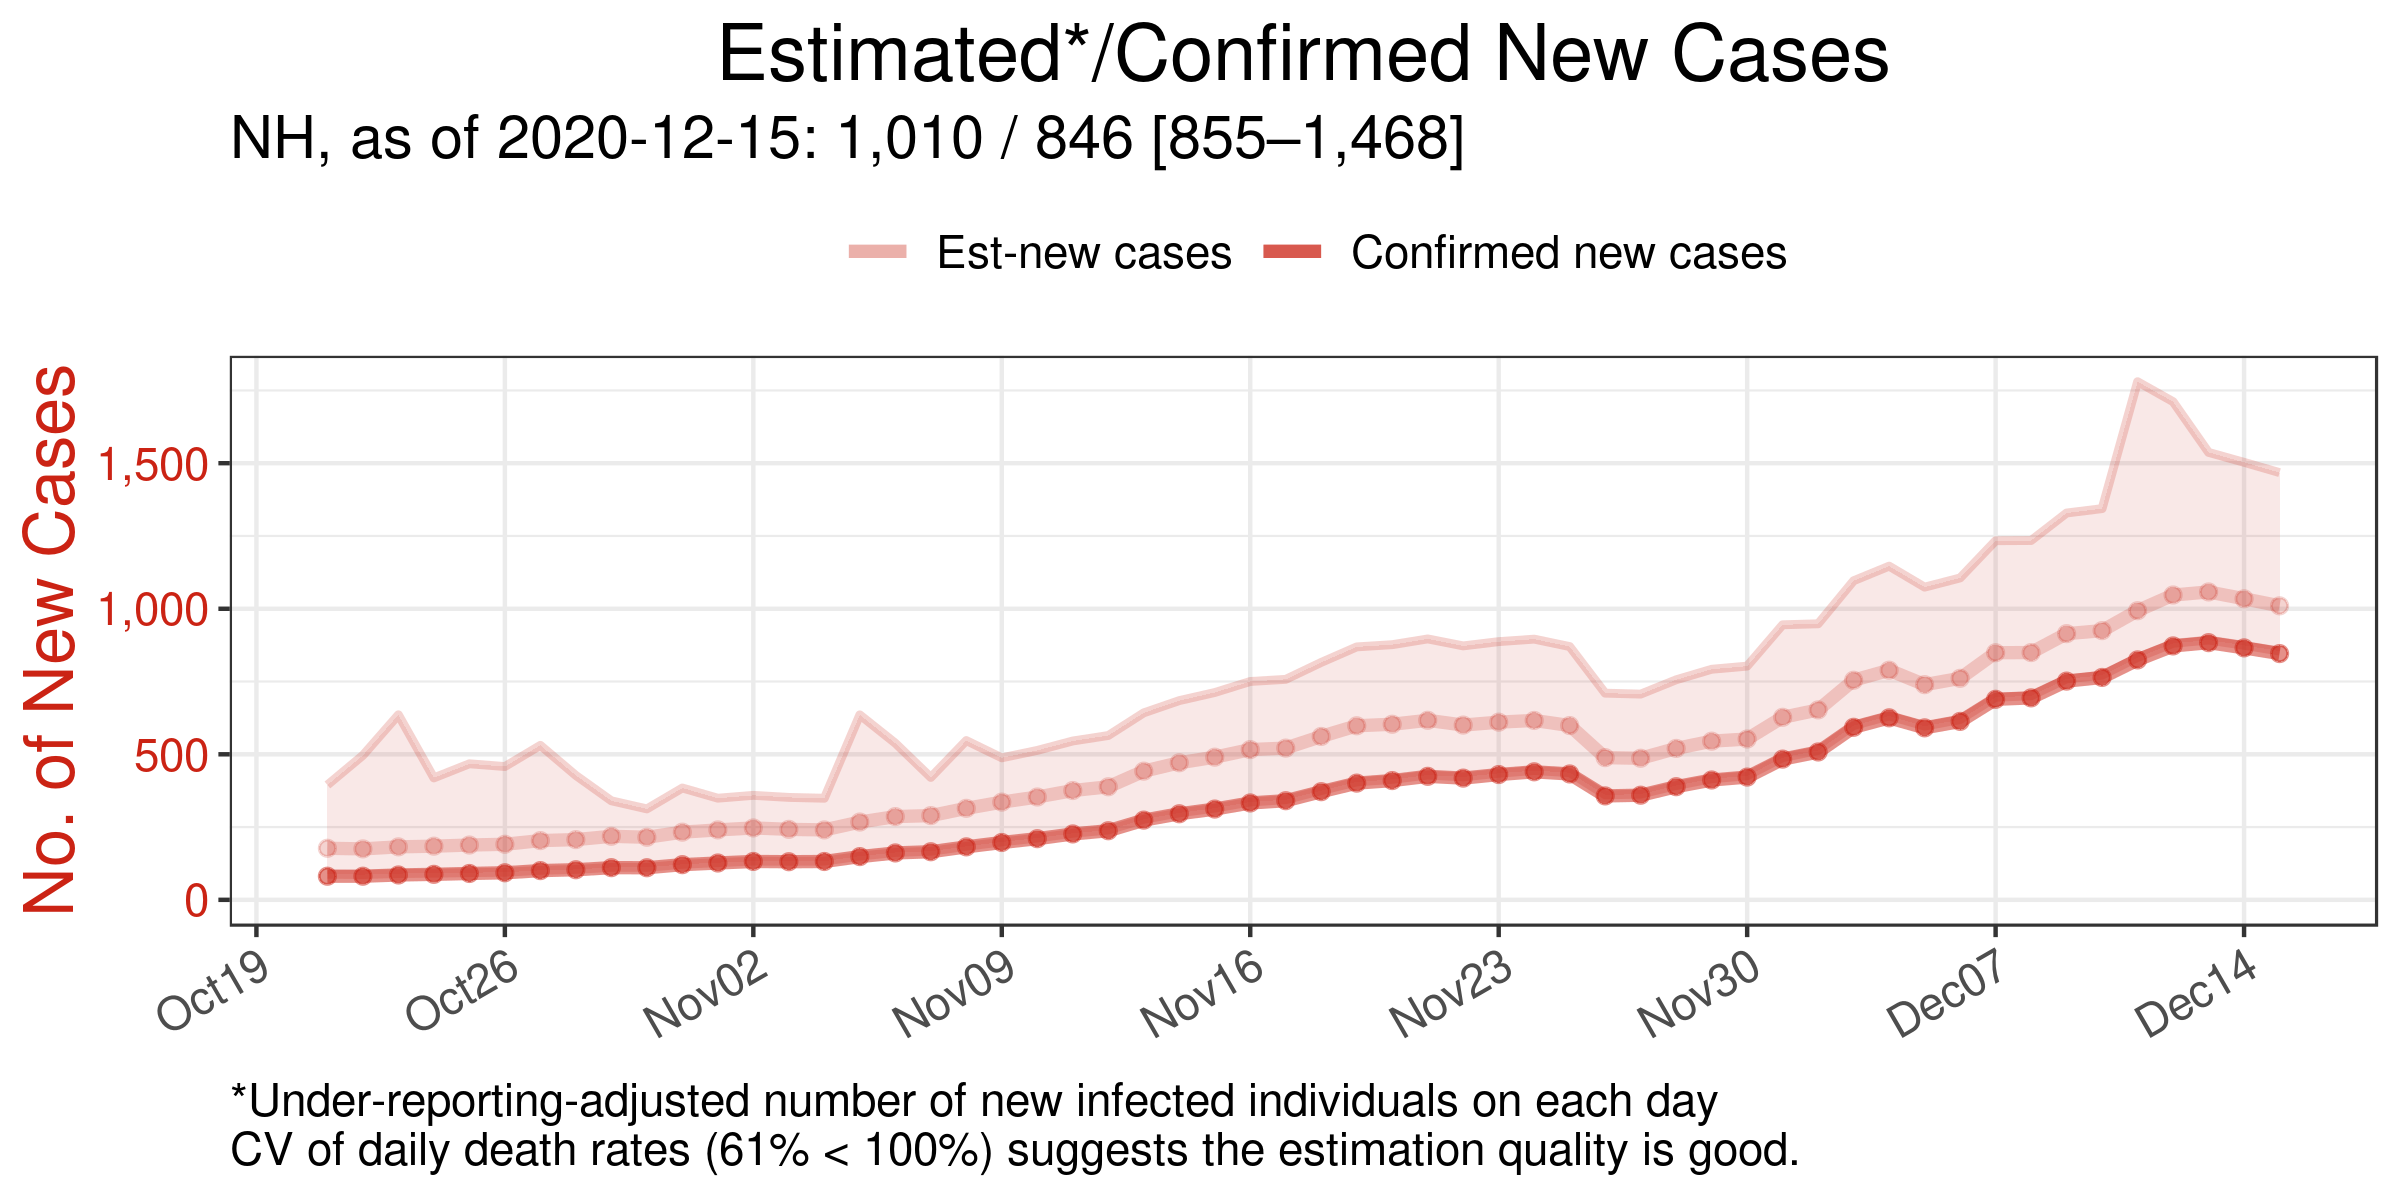 Estimated*/Confirmed New Cases
NH, as of 2020-12-15: 1,010 / 846 [855–1,468]
Est-new cases
Confirmed new cases
No. of New Cases
1,500
1,000
500
0
Oct19
Oct26
Nov02
Nov09
Nov16
Nov23
Nov30
Dec07
Dec14
*Under-reporting-adjusted number of new infected individuals on each day
CV of daily death rates (61% < 100%) suggests the estimation quality is good.